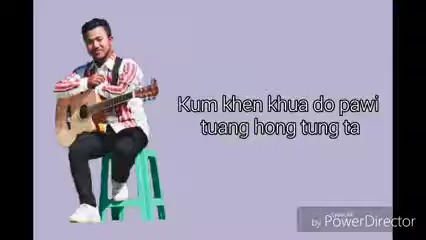 Kum khen khua do pawi
tuang hong tung ta
by PowerDirector